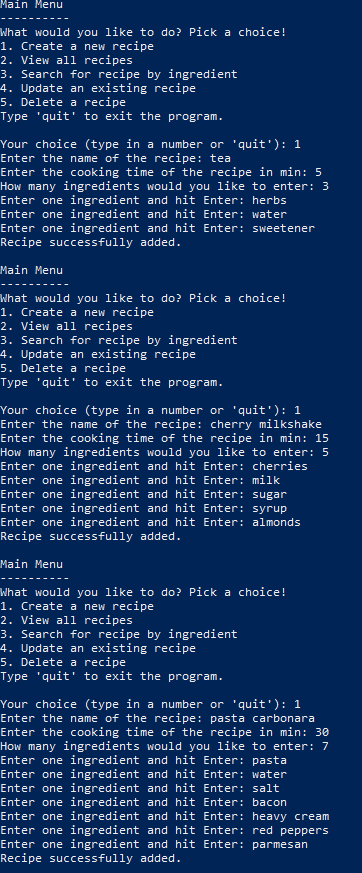 Main Menu
----------
What would you like to do? Pick a choice!
1. Create a new recipe
2. View all recipes
3. Search for recipe by ingredient
4. Update an existing recipe
5. Delete a recipe
Type 'quit' to exit the program.
Your choice (type in a number or 'quit'): 1
Enter the name of the recipe: tea
Enter the cooking time of the recipe in min: 5
How many ingredients would you like to enter: 3
Enter one ingredient and hit Enter: herbs
Enter one ingredient and hit Enter: water
Enter one ingredient and hit Enter: sweetener
Recipe successfully added.
Main Menu
----------
What would you like to do? Pick a choice!
1. Create a new recipe
2. View all recipes
3. Search for recipe by ingredient
4. Update an existing recipe
5. Delete a recipe
Type 'quit' to exit the program.
Your choice (type in a number or 'quit'): 1
Enter the name of the recipe: cherry milkshake
Enter the cooking time of the recipe in min: 15
How many ingredients would you like to enter: 5
Enter one ingredient and hit Enter: cherries
Enter one ingredient and hit Enter: milk
Enter one ingredient and hit Enter: sugar
Enter one ingredient and hit Enter: syrup
Enter one ingredient and hit Enter: almonds
Recipe successfully added.
Main Menu
----------
What would you like to do? Pick a choice!
1. Create a new recipe
2. View all recipes
3. Search for recipe by ingredient
4. Update an existing recipe
5. Delete a recipe
Type 'quit' to exit the program.
Your choice (type in a number or 'quit'): 1
Enter the name of the recipe: pasta carbonara
Enter the cooking time of the recipe in min: 30
How many ingredients would you like to enter: 7
Enter one ingredient and hit Enter: pasta
Enter one ingredient and hit Enter: water
Enter one ingredient and hit Enter: salt
Enter one ingredient and hit Enter: bacon
Enter one ingredient and hit Enter: heavy cream
Enter one ingredient and hit Enter: red peppers
Enter one ingredient and hit Enter: parmesan
Recipe successfully added.